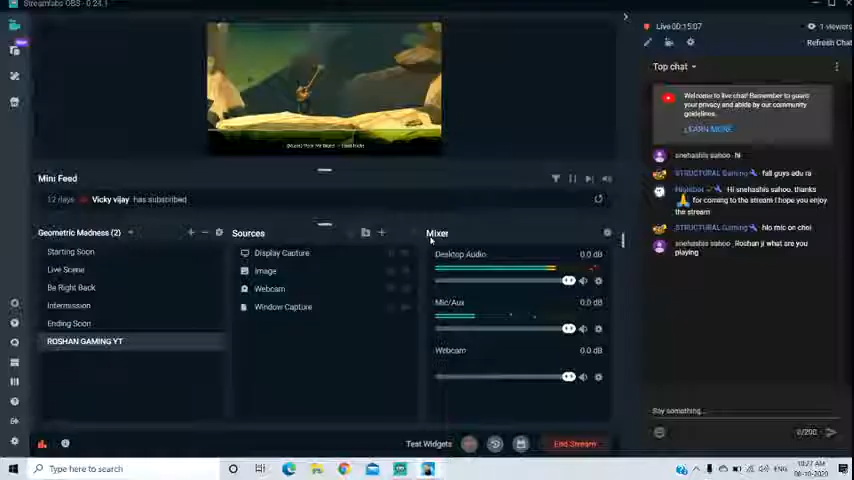 Streamlabs OBS - 0.24.1
Live 00:15:07
1 viewers
Refresh Chat
Top chat
Welcome to live chat! Remember to guard
your privacy and abide by our community
guidelines.
LEARN MORE
snehashis sahoo hi
STRUCTURAL Gaming fall guys adu ra
Hi snehashis sahoo, thanks
for coming to the stream I hope you enjoy
the stream
STRUCTURAL Gaming
snehashis sahoo Roshan ji what are you
playing
Say something...
0/200
Mini Feed
12 days Vicky vijay has subscribed
Geometric Madness (2)
Starting Soon
Live Scene
Be Right Back
Intermission
Ending Soon
ROSHAN GAMING YT
Sources
Display Capture
Image
Webcam
Window Capture
Mixer
Desktop Audio 0.0 dB
Mic/Aux 0.0 dB
Webcam 0.0 dB
Test Widgets
End Stream
Type here to search
ENG
10:27 AM
08-10-2020